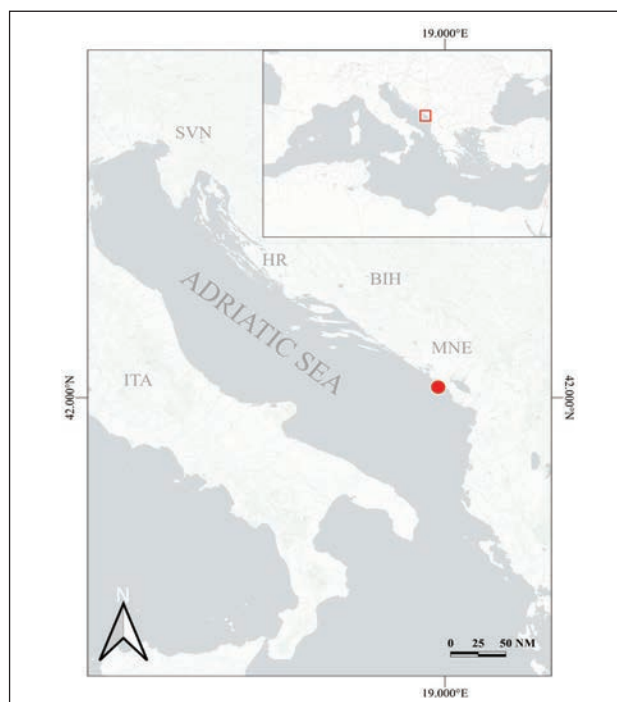 19.000°E
SVN
HR
BIH
ADRIATIC SEA
MNE
ITA
42.000°N
42.000°N
N
0 25 50 NM
19.000°E